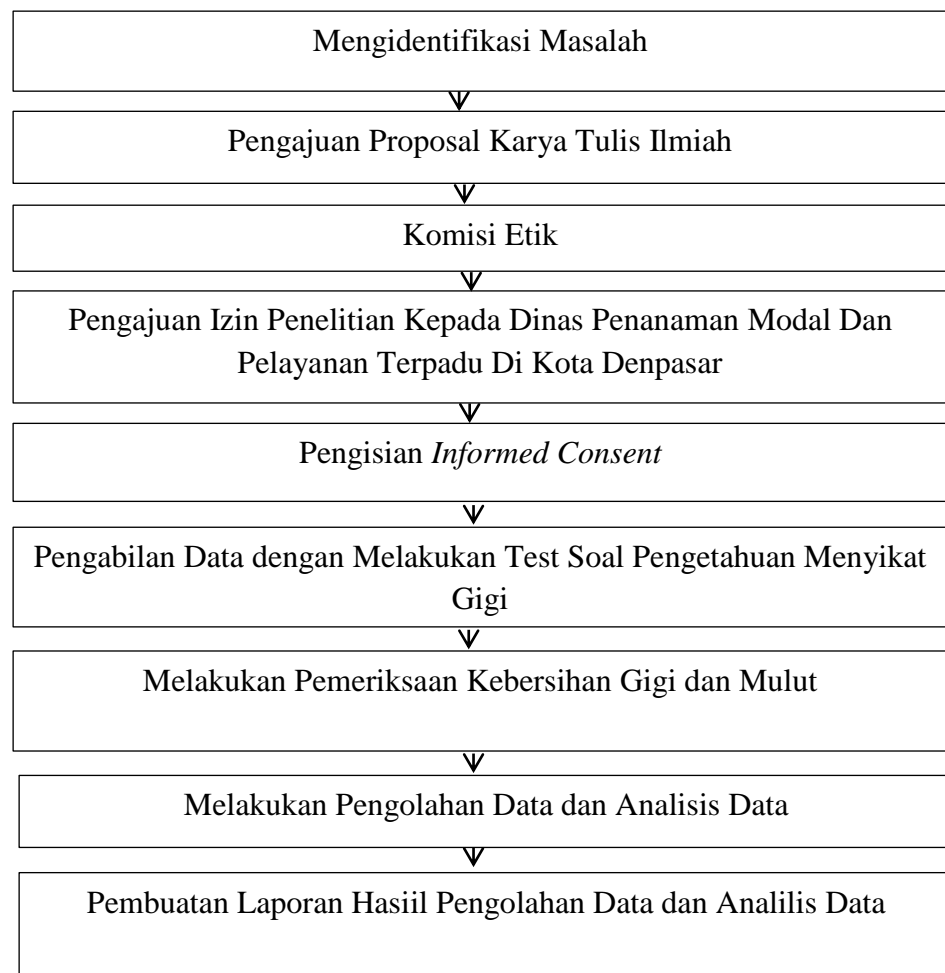 Mengidentifikasi Masalah
Pengajuan Proposal Karya Tulis Ilmiah
Komisi Etik
Pengajuan Izin Penelitian Kepada Dinas Penanaman Modal Dan
Pelayanan Terpadu Di Kota Denpasar
Pengisian Informed Consent
Pengabilan Data dengan Melakukan Test Soal Pengetahuan Menyikat
Gigi
Melakukan Pemeriksaan Kebersihan Gigi dan Mulut
Melakukan Pengolahan Data dan Analisis Data
Pembuatan Laporan Hasiil Pengolahan Data dan Analilis Data